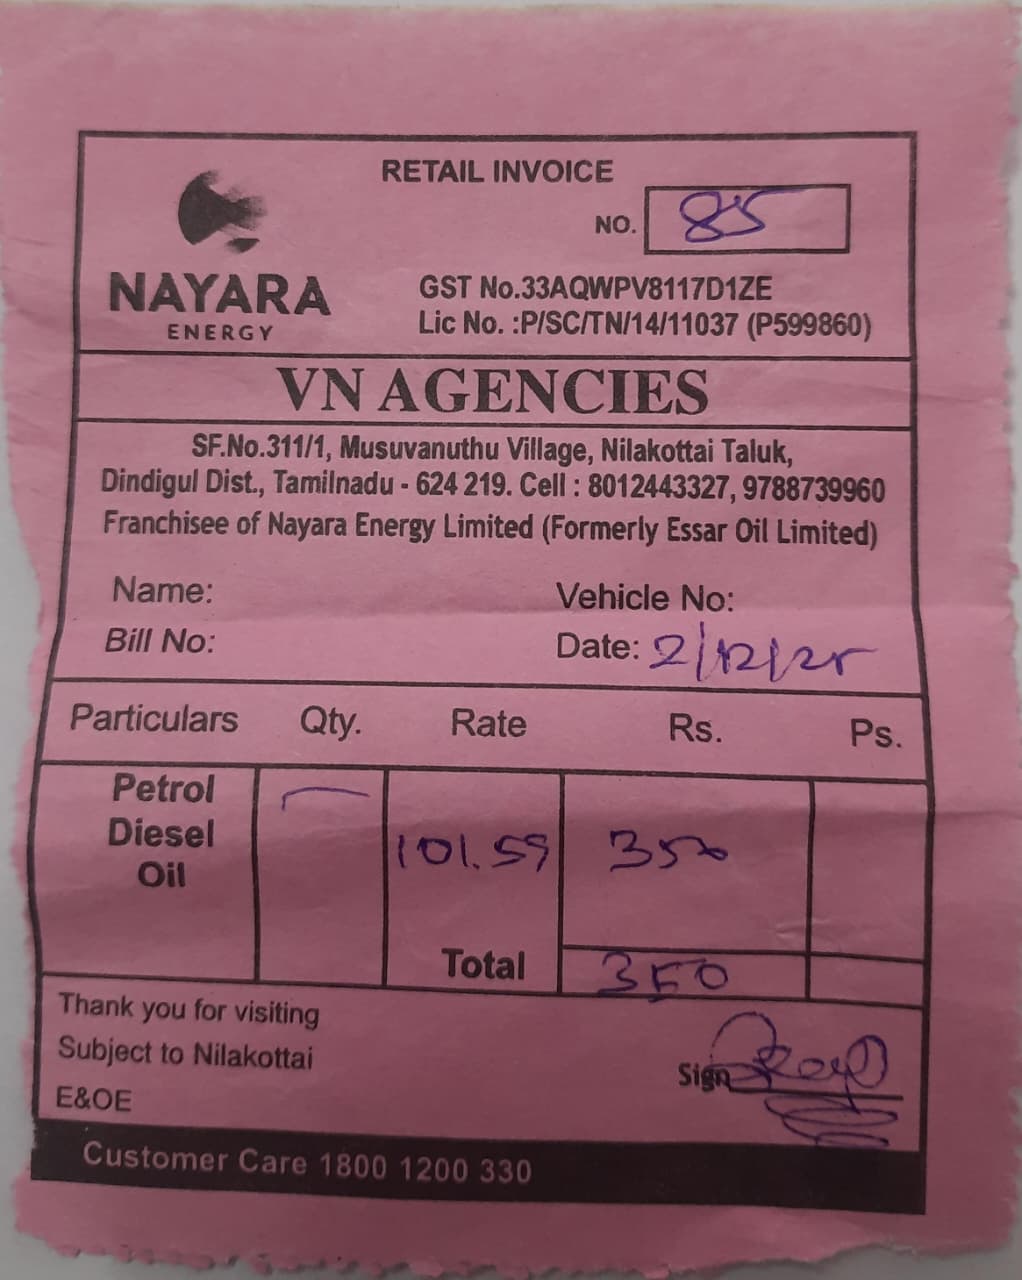 RETAIL INVOICE
NO. 85
NAYARA
ENERGY
GST No.33AQWPV8117D1ZE
Lic No. :P/SC/TN/14/11037 (P599860)
VN AGENCIES
SF.No.311/1, Musuvanuthu Village, Nilakottai Taluk,
Dindigul Dist., Tamilnadu - 624 219. Cell : 8012443327, 9788739960
Franchisee of Nayara Energy Limited (Formerly Essar Oil Limited)
Name: Vehicle No:
Bill No: Date: 2/12/25
Particulars Qty. Rate Rs. Ps.
Petrol
Diesel 101.59 350
Oil
Total 350
Thank you for visiting
Subject to Nilakottai
Sign
E&OE
Customer Care 1800 1200 330